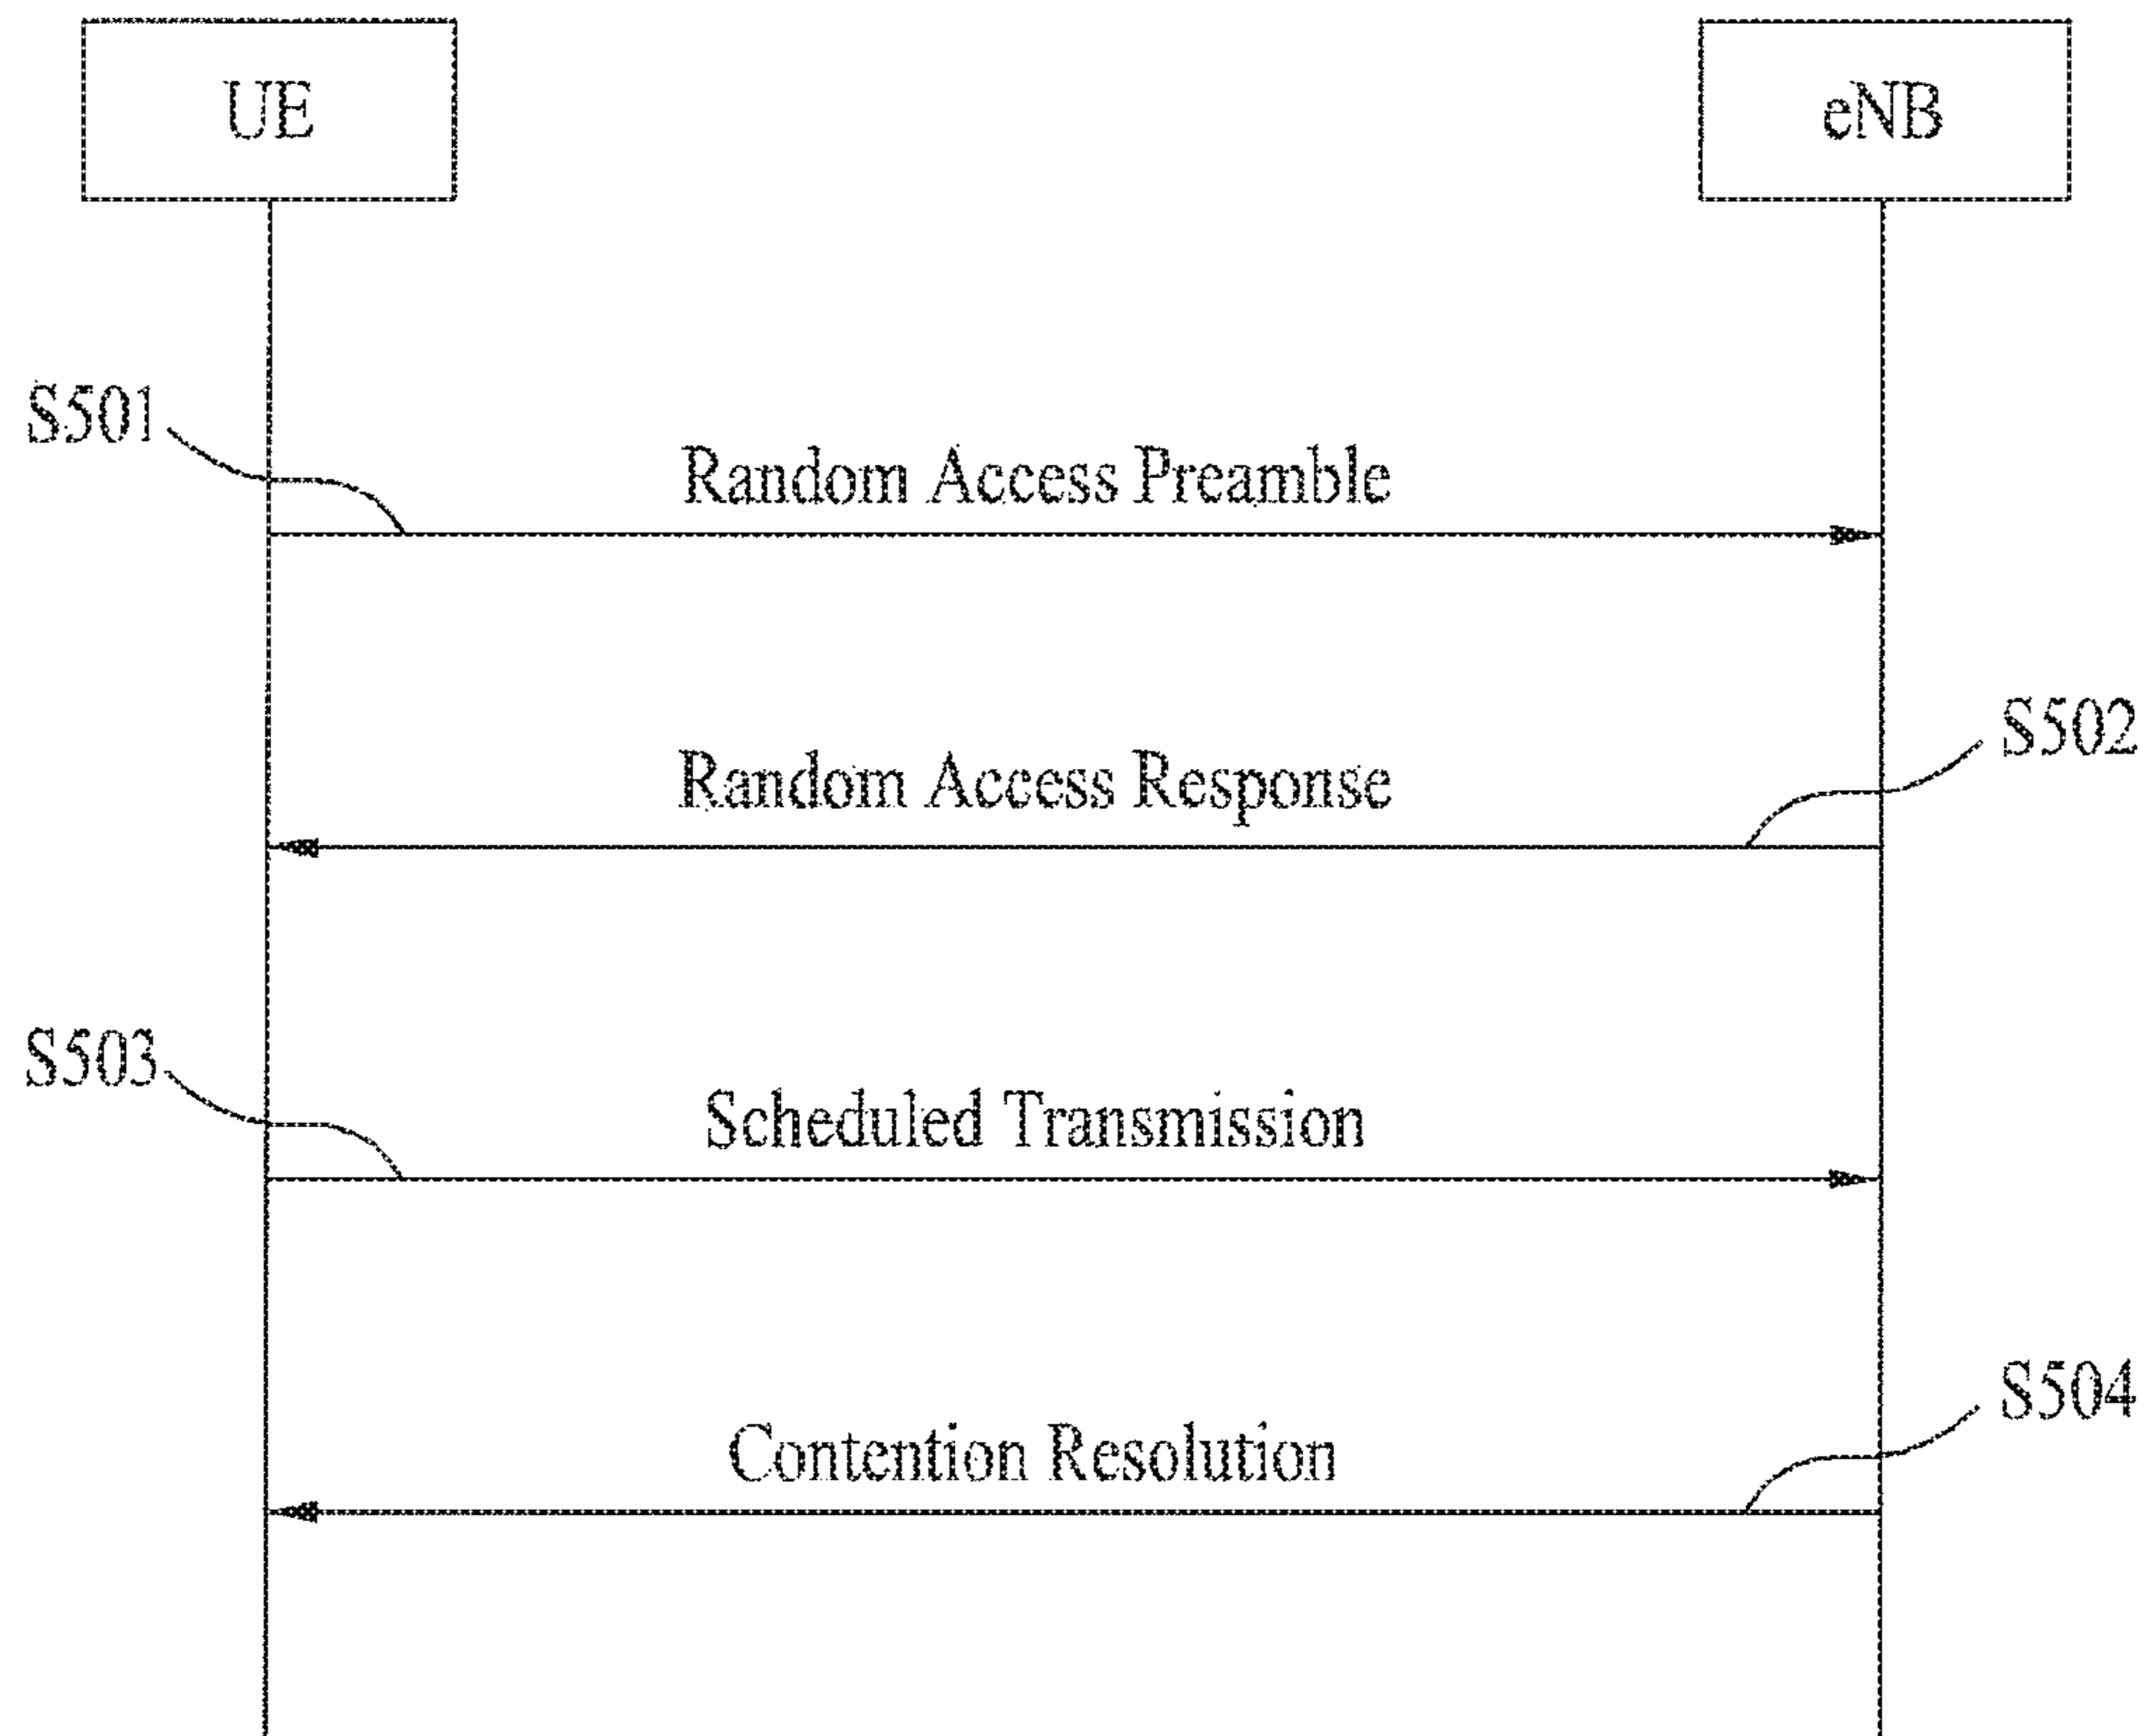 UE
eNB
S501
Random Access Preamble
S502
Random Access Response
S503
Scheduled Transmission
S504
Contention Resolution